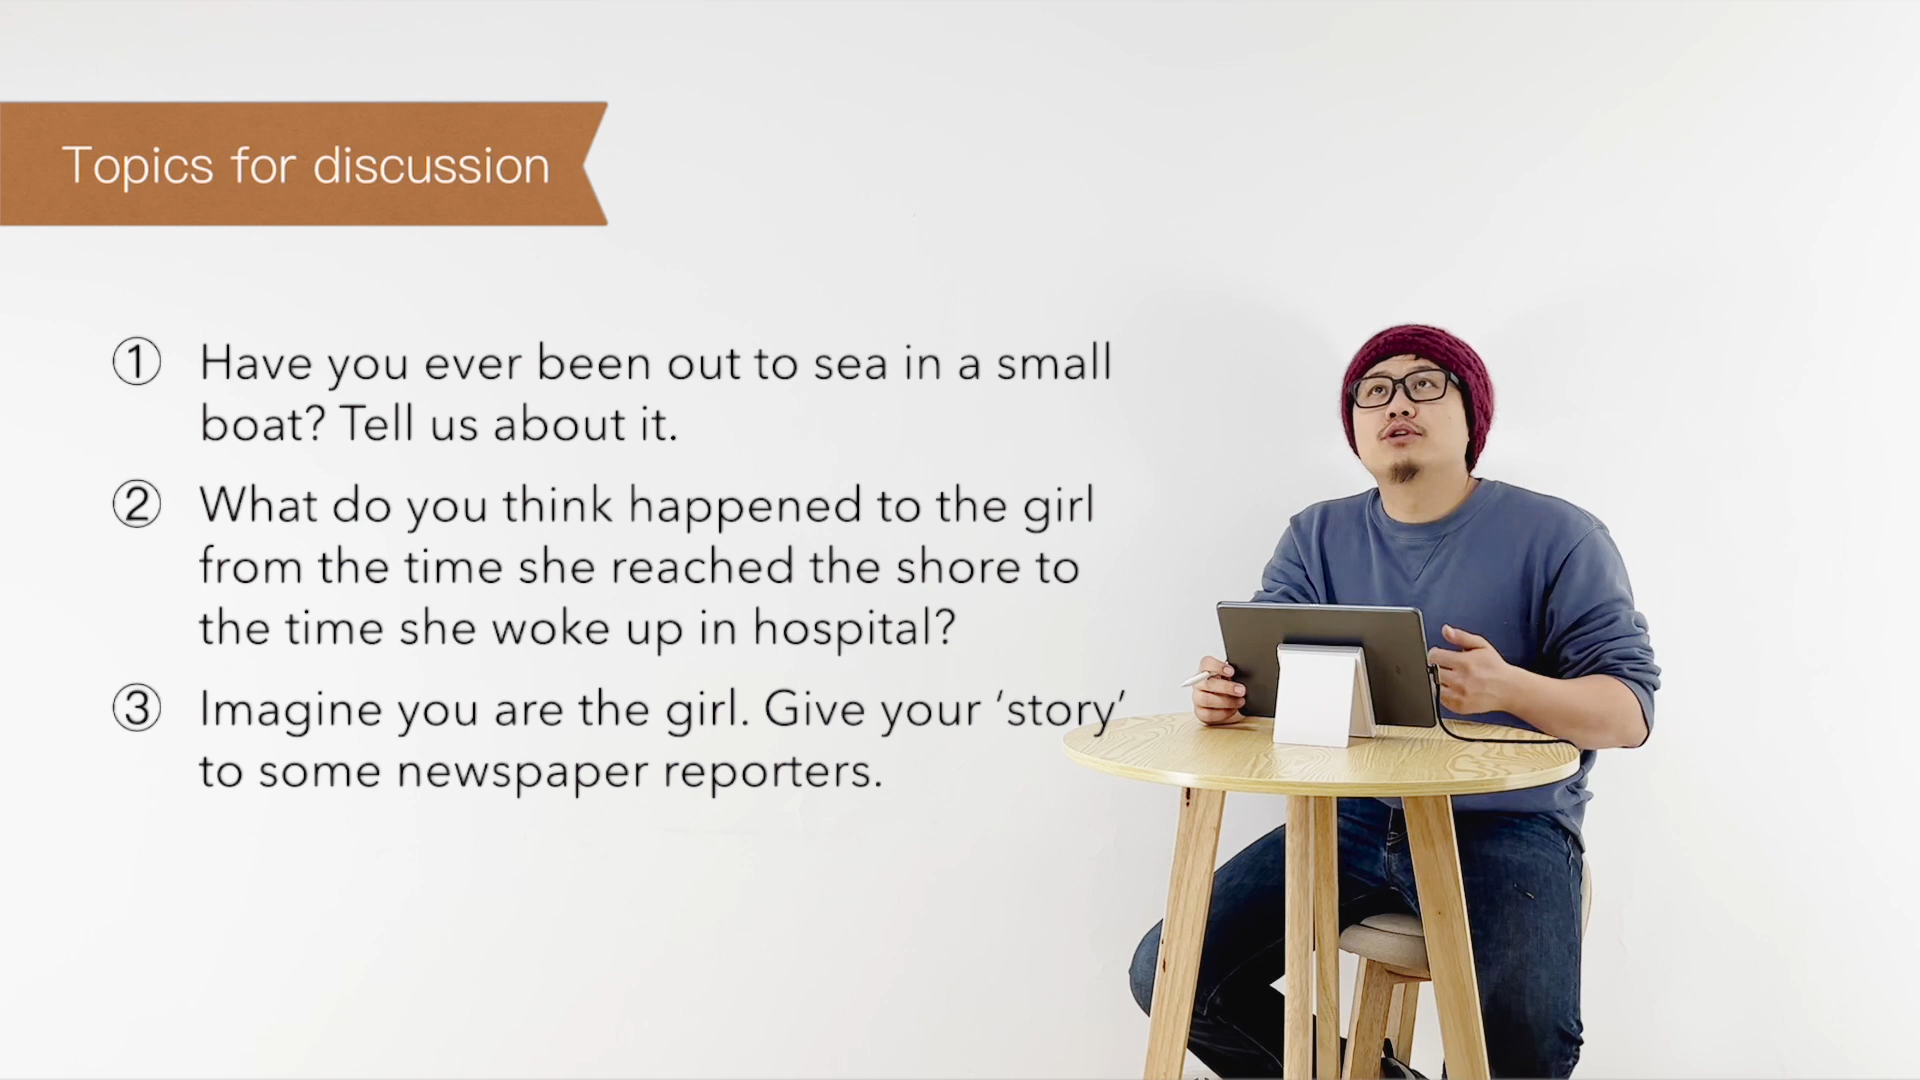 Topics for discussion
① Have you ever been out to sea in a small
boat? Tell us about it.
② What do you think happened to the girl
from the time she reached the shore to
the time she woke up in hospital?
③ Imagine you are the girl. Give your ‘story’
to some newspaper reporters.